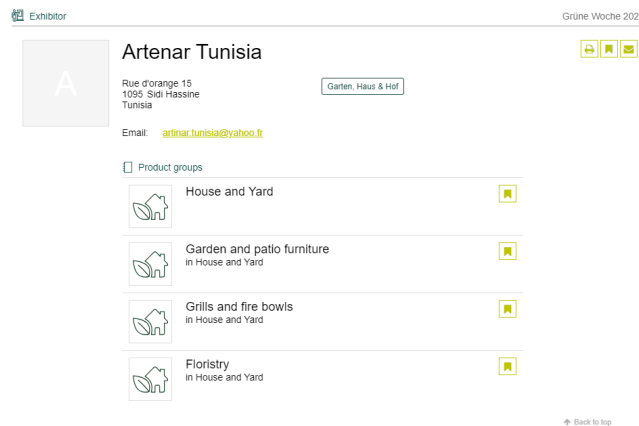 Exhibitor
Grüne Woche 202
A
Artenar Tunisia
Rue d'orange 15
1095 Sidi Hassine
Tunisia
Garten, Haus & Hof
Email: artinar.tunisia@yahoo.fr
Product groups
House and Yard
Garden and patio furniture
in House and Yard
Grills and fire bowls
in House and Yard
Floristry
in House and Yard
Back to top